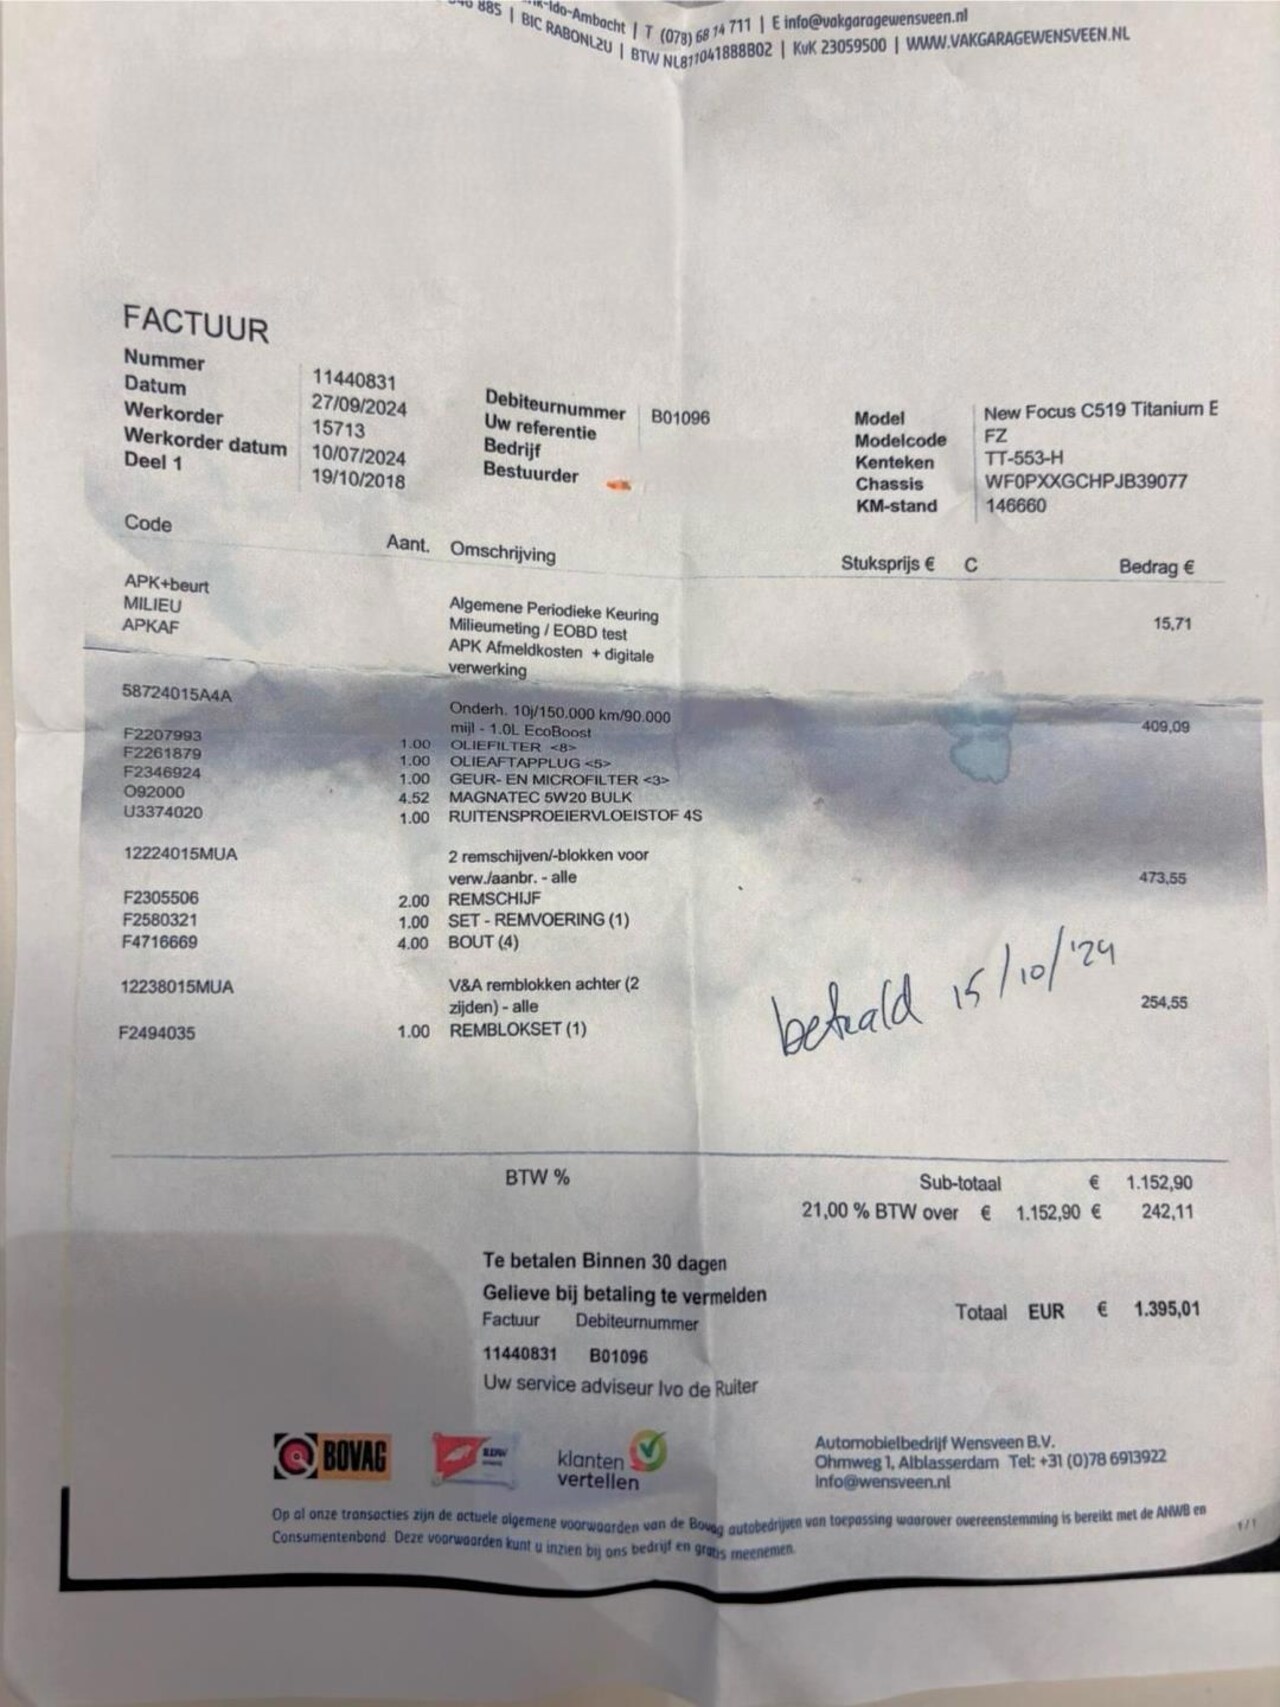 885 | BIC RABONL2U | BTW NL811041888B02 | KvK 23059500 | WWW.VAKGARAGEWENSVEEN.NL
-Ido-Ambacht | T (078) 68 14 711 | E info@vakgaragewensveen.nl
FACTUUR
Nummer 11440831
Datum 27/09/2024
Werkorder 15713
Werkorder datum 10/07/2024
Deel 1 19/10/2018
Debiteurnummer B01096
Uw referentie
Bedrijf
Bestuurder
Model New Focus C519 Titanium E
Modelcode FZ
Kenteken TT-553-H
Chassis WF0PXXGCHPJB39077
KM-stand 146660
Code Aant. Omschrijving Stuksprijs € C Bedrag €
APK+beurt Algemene Periodieke Keuring 15,71
MILIEU Milieumeting / EOBD test
APKAF APK Afmeldkosten + digitale
verwerking
58724015A4A Onderh. 10j/150.000 km/90.000 409,09
mijl - 1.0L EcoBoost
F2207993 1.00 OLIEFILTER <8>
F2261879 1.00 OLIEAFTAPPLUG <5>
F2346924 1.00 GEUR- EN MICROFILTER <3>
O92000 4.52 MAGNATEC 5W20 BULK
U3374020 1.00 RUITENSPROEIERVLOEISTOF 4S
12224015MUA 2 remschijven/-blokken voor
verw./aanbr. - alle 473,55
F2305506 2.00 REMSCHIJF
F2580321 1.00 SET - REMVOERING (1)
F4716669 4.00 BOUT (4)
betaald 15/10/'24
12238015MUA V&A remblokken achter (2
zijden) - alle 254,55
F2494035 1.00 REMBLOKSET (1)
BTW % Sub-totaal € 1.152,90
21,00 % BTW over € 1.152,90 € 242,11
Te betalen Binnen 30 dagen
Gelieve bij betaling te vermelden
Factuur Debiteurnummer
11440831 B01096
Totaal EUR € 1.395,01
Uw service adviseur Ivo de Ruiter
BOVAG
RDW
klanten
vertellen
Automobielbedrijf Wensveen B.V.
Ohmweg 1, Alblasserdam Tel: +31 (0)78 6913922
info@wensveen.nl
Op al onze transacties zijn de actuele algemene voorwaarden van de Bovag autobedrijven van toepassing waarover overeenstemming is bereikt met de ANWB en
Consumentenbond. Deze voorwaarden kunt u inzien bij ons bedrijf en gratis meenemen.
1/1